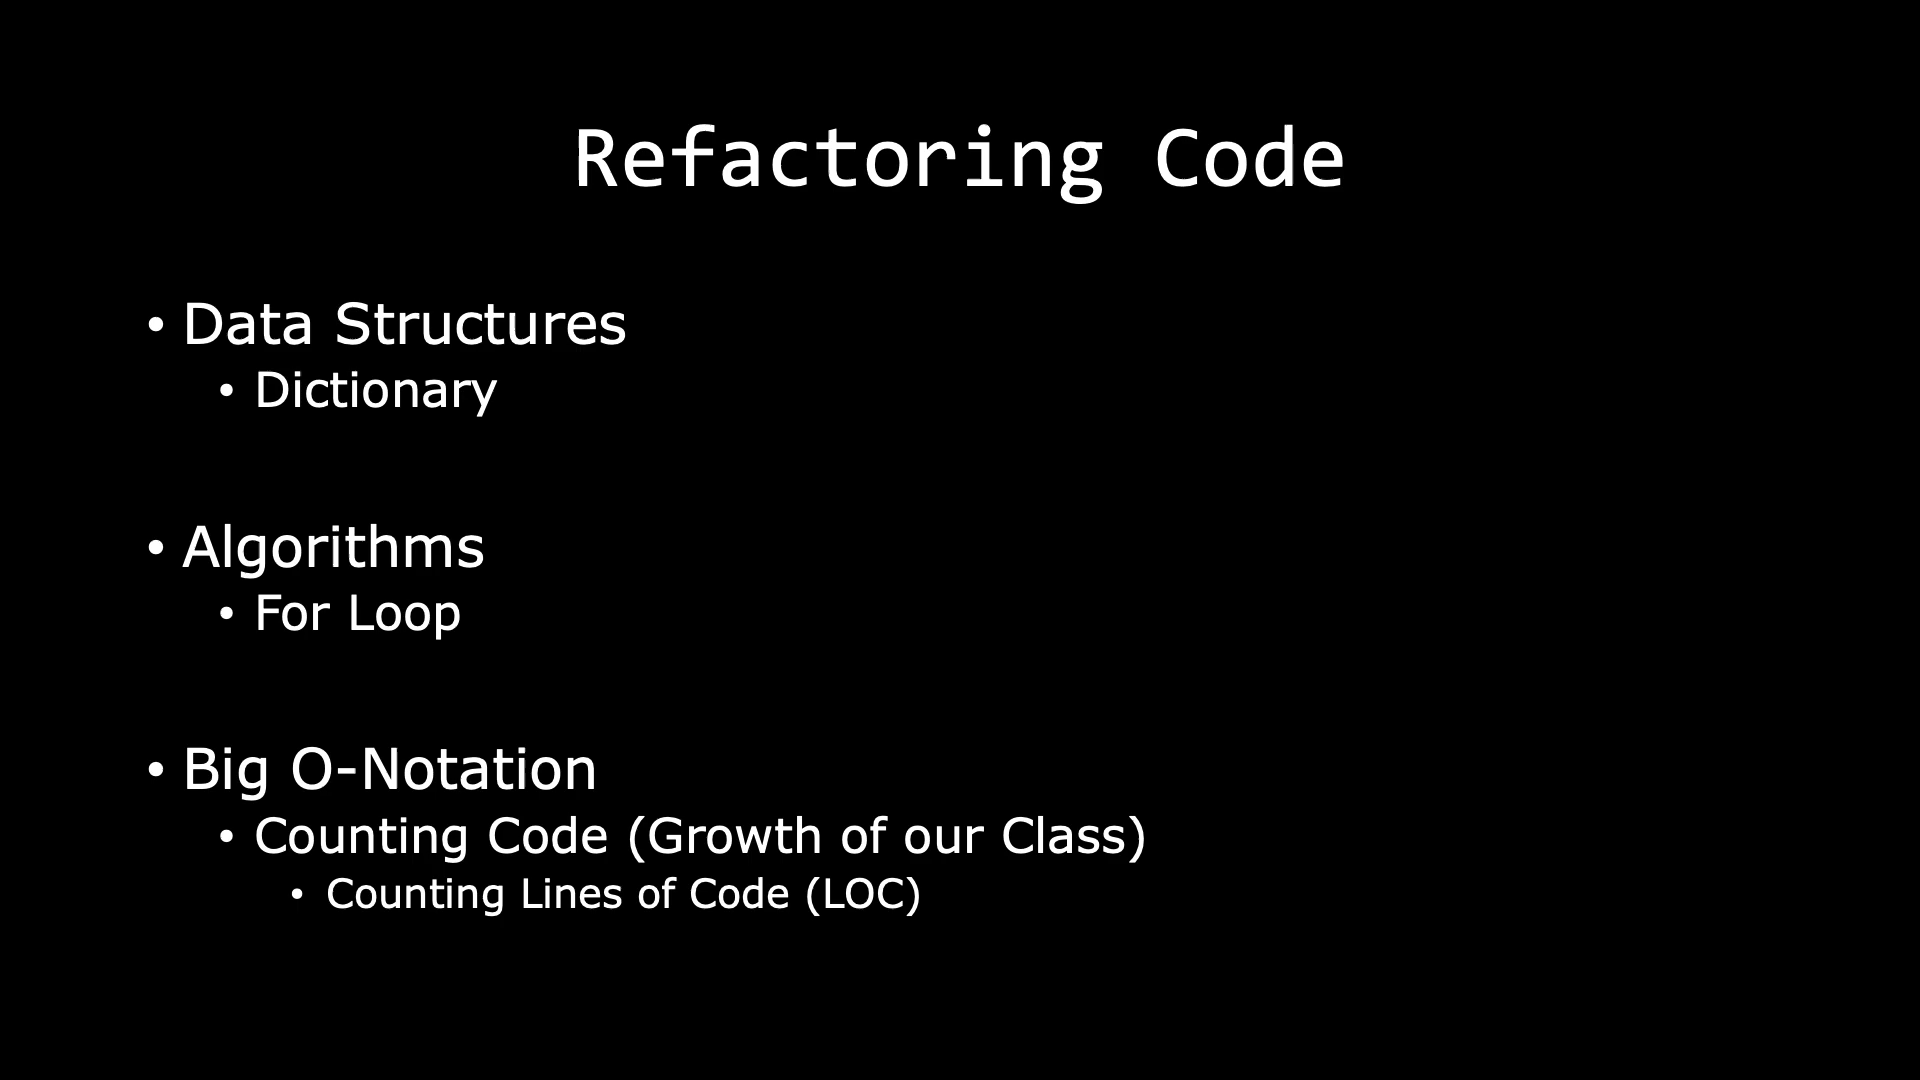 Refactoring Code
• Data Structures
• Dictionary
• Algorithms
• For Loop
• Big O-Notation
• Counting Code (Growth of our Class)
• Counting Lines of Code (LOC)